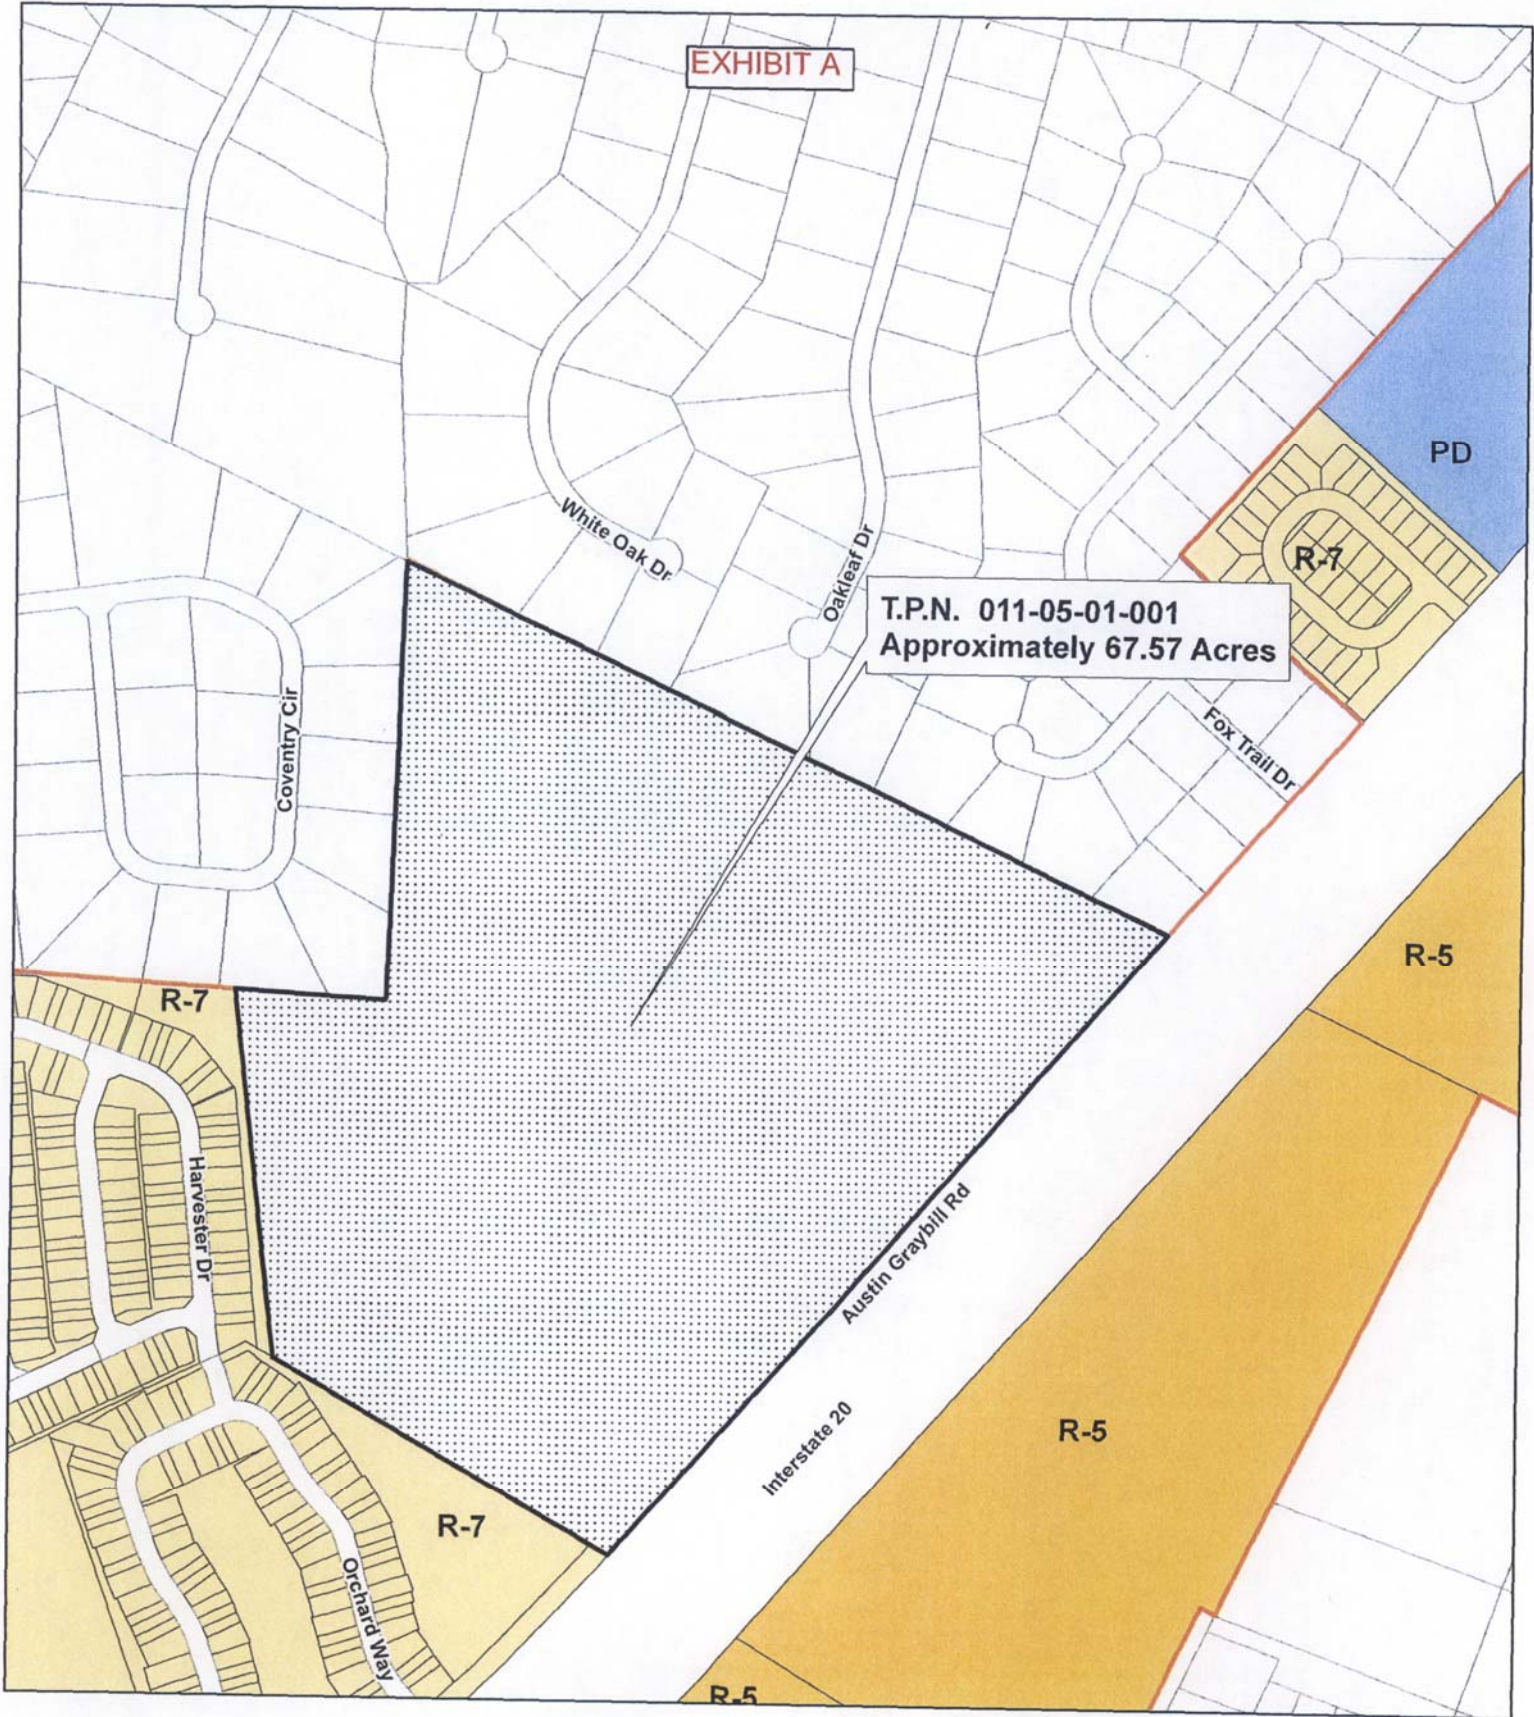 EXHIBIT A
PD
White Oak Dr
Oakleaf Dr
R-7
T.P.N. 011-05-01-001
Approximately 67.57 Acres
Coventry Cir
Fox Trail Dr
R-5
R-7
Harvester Dr
Austin Graybill Rd
R-5
Interstate 20
R-7
Orchard Way
R-5